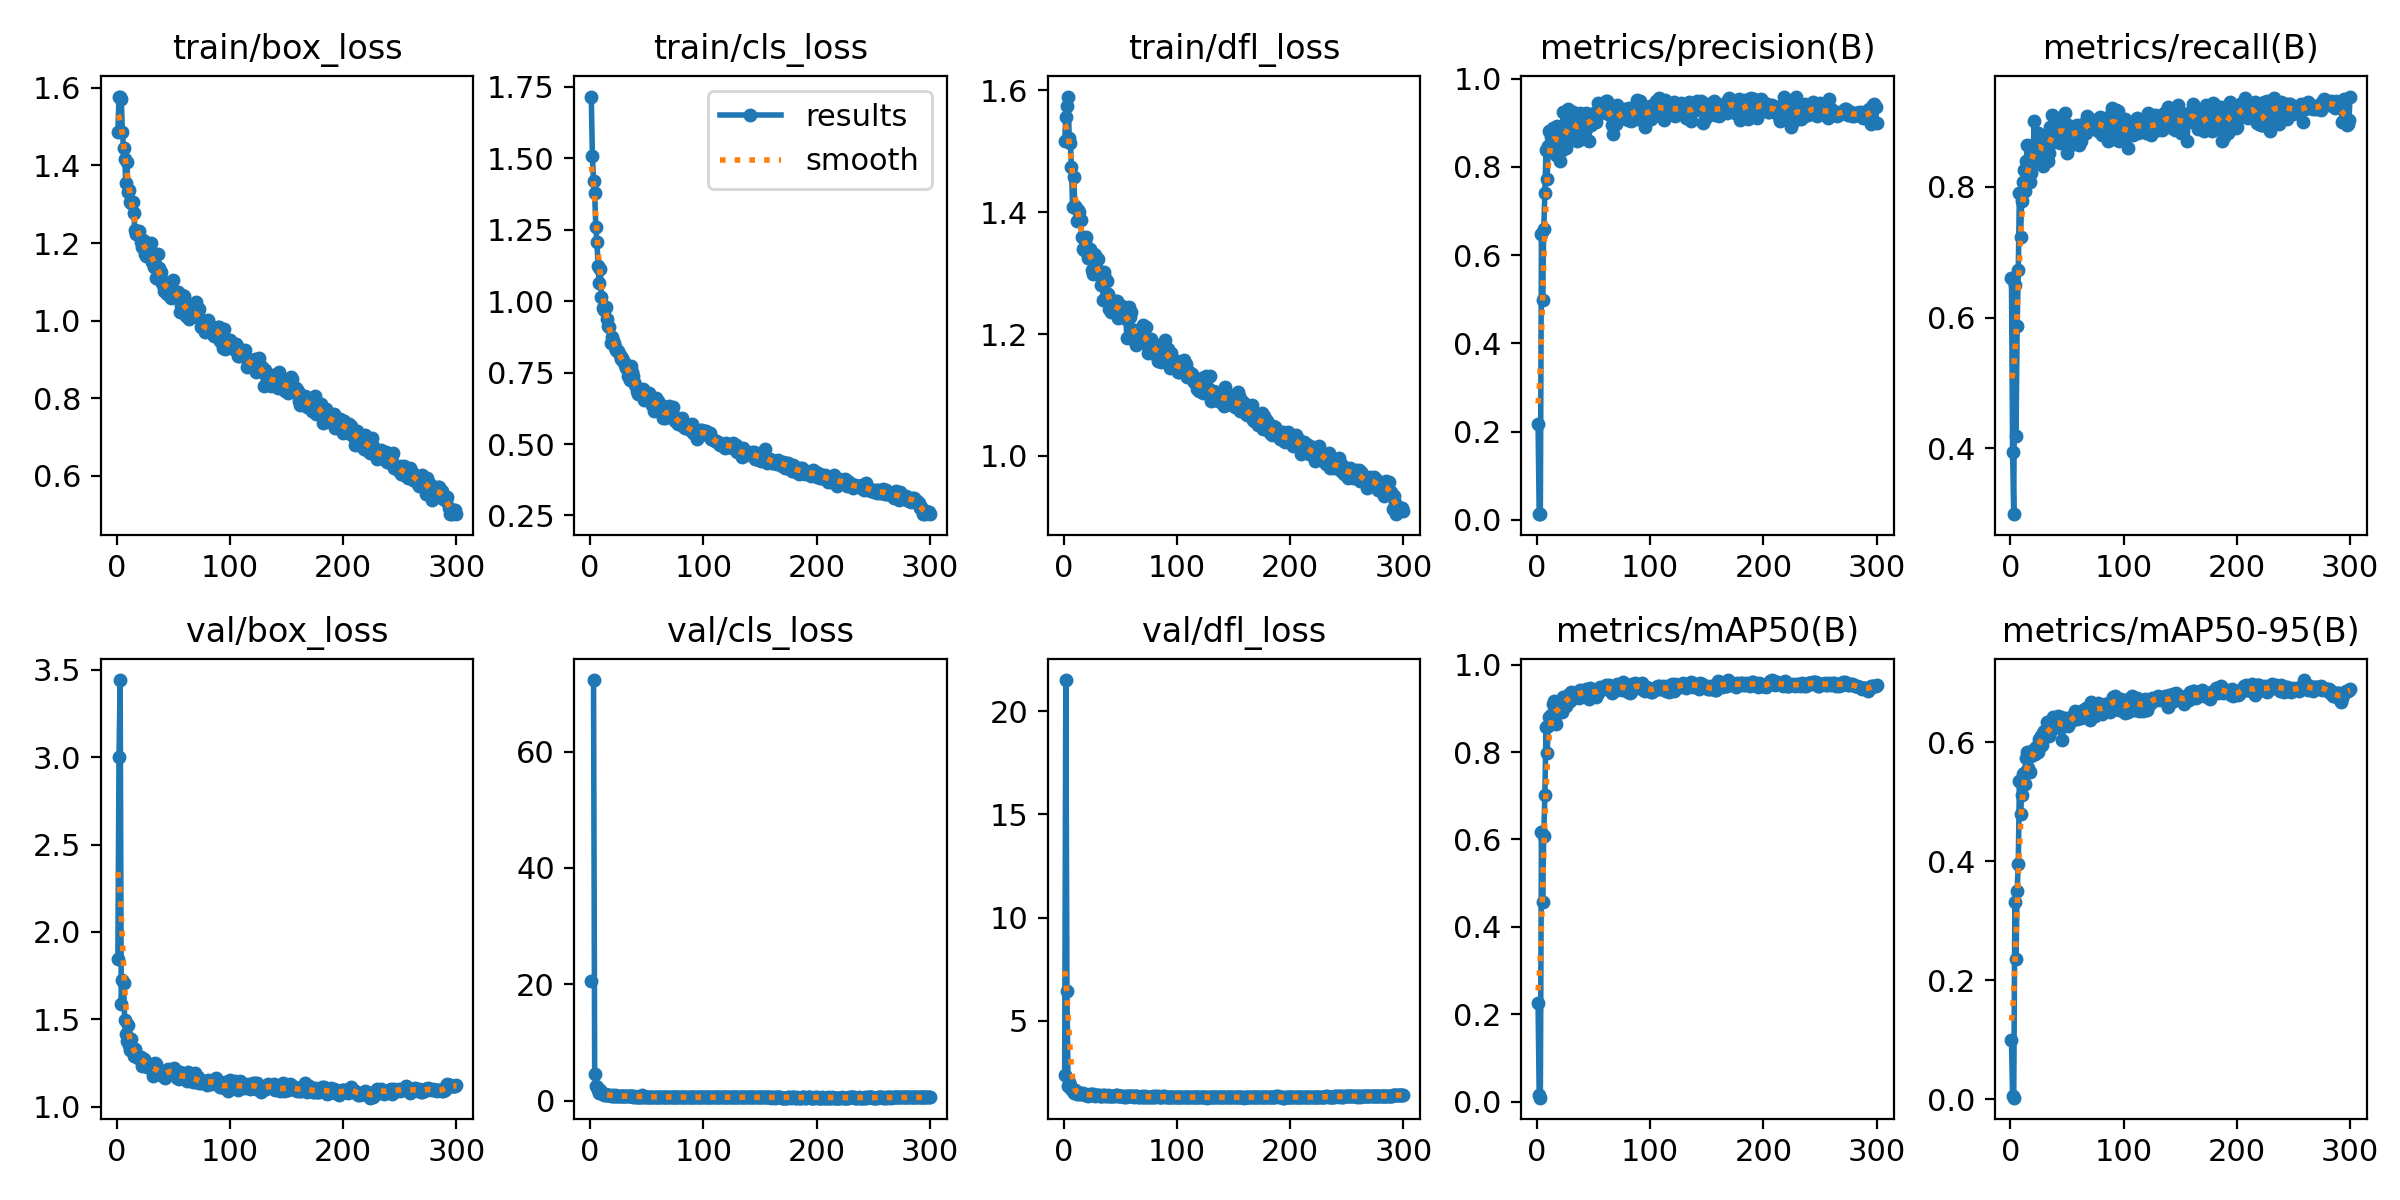 train/box_loss
1.6
1.4
1.2
1.0
0.8
0.6
0 100 200 300
train/cls_loss
1.75
1.50
1.25
1.00
0.75
0.50
0.25
results
smooth
0 100 200 300
train/dfl_loss
1.6
1.4
1.2
1.0
0 100 200 300
metrics/precision(B)
1.0
0.8
0.6
0.4
0.2
0.0
0 100 200 300
metrics/recall(B)
0.8
0.6
0.4
0 100 200 300
val/box_loss
3.5
3.0
2.5
2.0
1.5
1.0
0 100 200 300
val/cls_loss
60
40
20
0
0 100 200 300
val/dfl_loss
20
15
10
5
0 100 200 300
metrics/mAP50(B)
1.0
0.8
0.6
0.4
0.2
0.0
0 100 200 300
metrics/mAP50-95(B)
0.6
0.4
0.2
0.0
0 100 200 300